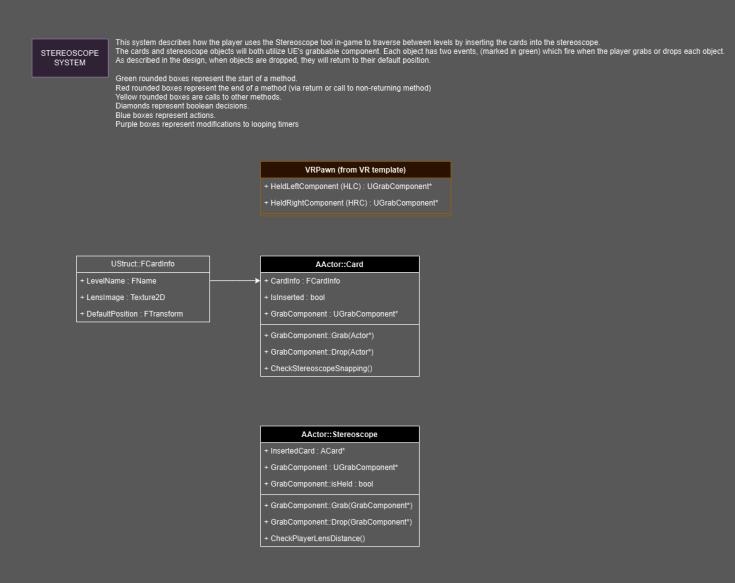 STEREOSCOPE
SYSTEM
This system describes how the player uses the Stereoscope tool in-game to traverse between levels by inserting the cards into the stereoscope.
The cards and stereoscope objects will both utilize UE's grabbable component. Each object has two events, (marked in green) which fire when the player grabs or drops each object.
As described in the design, when objects are dropped, they will return to their default position.
Green rounded boxes represent the start of a method.
Red rounded boxes represent the end of a method (via return or call to non-returning method)
Yellow rounded boxes are calls to other methods.
Diamonds represent boolean decisions.
Blue boxes represent actions.
Purple boxes represent modifications to looping timers
VRPawn (from VR template)
+ HeldLeftComponent (HLC) : UGrabComponent*
+ HeldRightComponent (HRC) : UGrabComponent*
UStruct::FCardInfo
+ LevelName : FName
+ LensImage : Texture2D
+ DefaultPosition : FTransform
AActor::Card
+ CardInfo : FCardInfo
+ IsInserted : bool
+ GrabComponent : UGrabComponent*
+ GrabComponent::Grab(Actor*)
+ GrabComponent::Drop(Actor*)
+ CheckStereoscopeSnapping()
AActor::Stereoscope
+ InsertedCard : ACard*
+ GrabComponent : UGrabComponent*
+ GrabComponent::isHeld : bool
+ GrabComponent::Grab(GrabComponent*)
+ GrabComponent::Drop(GrabComponent*)
+ CheckPlayerLensDistance()